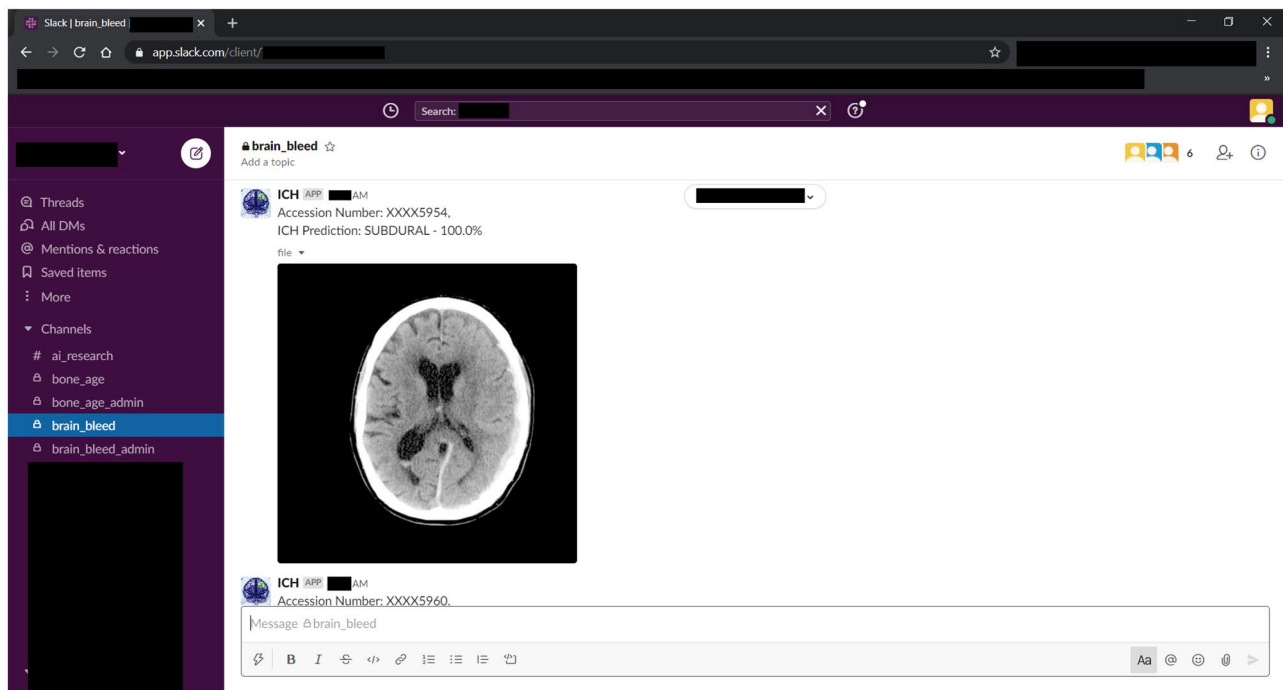 Slack | brain_bleed |
app.slack.com/client/
Search:
brain_bleed
Add a topic
6
Threads
All DMs
Mentions & reactions
Saved items
More
Channels
# ai_research
bone_age
bone_age_admin
brain_bleed
brain_bleed_admin
ICH APP AM
Accession Number: XXXX5954,
ICH Prediction: SUBDURAL - 100.0%
file
ICH APP AM
Accession Number: XXXX5960,
Message brain_bleed
B I S </> Aa @